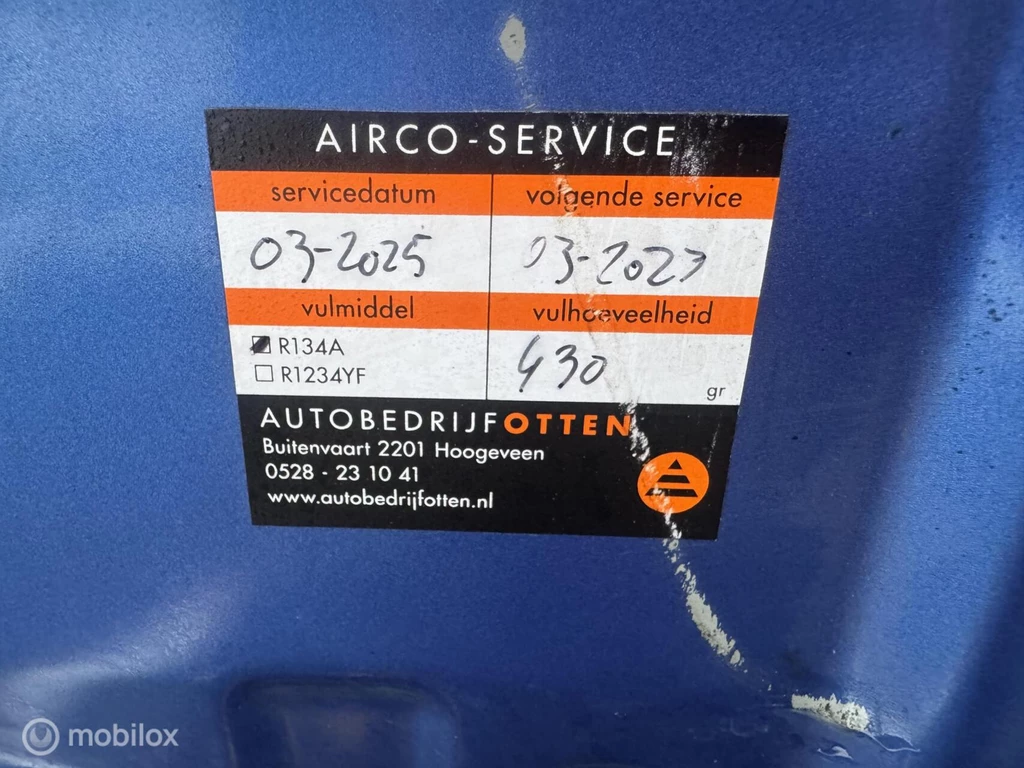 AIRCO-SERVICE
servicedatum volgende service
03-2025 03-2027
vulmiddel vulhoeveelheid
R134A
R1234YF
430 gr
AUTOBEDRIJFOTTEN
Buitenvaart 2201 Hoogeveen
0528 - 23 10 41
www.autobedrijfotten.nl
mobilox